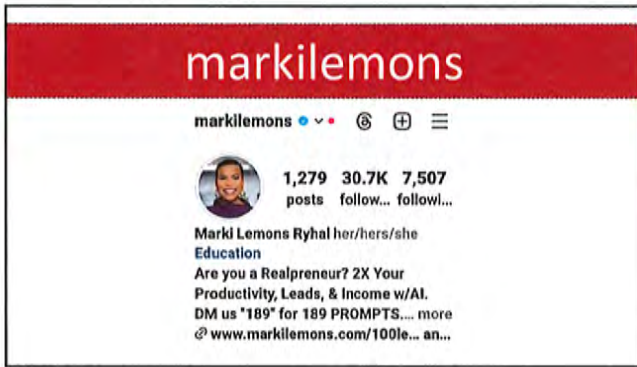 markilemons
markilemons
1,279 30.7K 7,507
posts follow... followi...
Marki Lemons Ryhal her/hers/she
Education
Are you a Realpreneur? 2X Your
Productivity, Leads, & Income w/AI.
DM us "189" for 189 PROMPTS.... more
www.markilemons.com/100le... an...